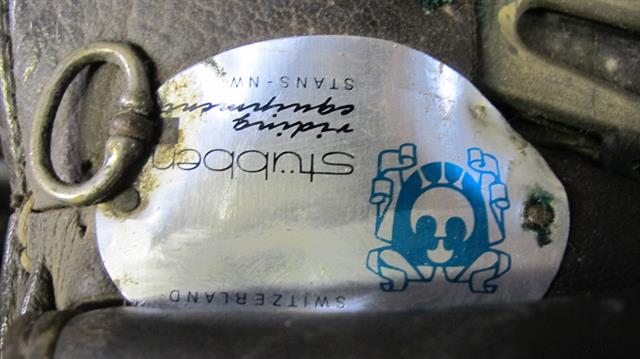 SWITZERLAND
stübben
riding
equipment
STANS-NW